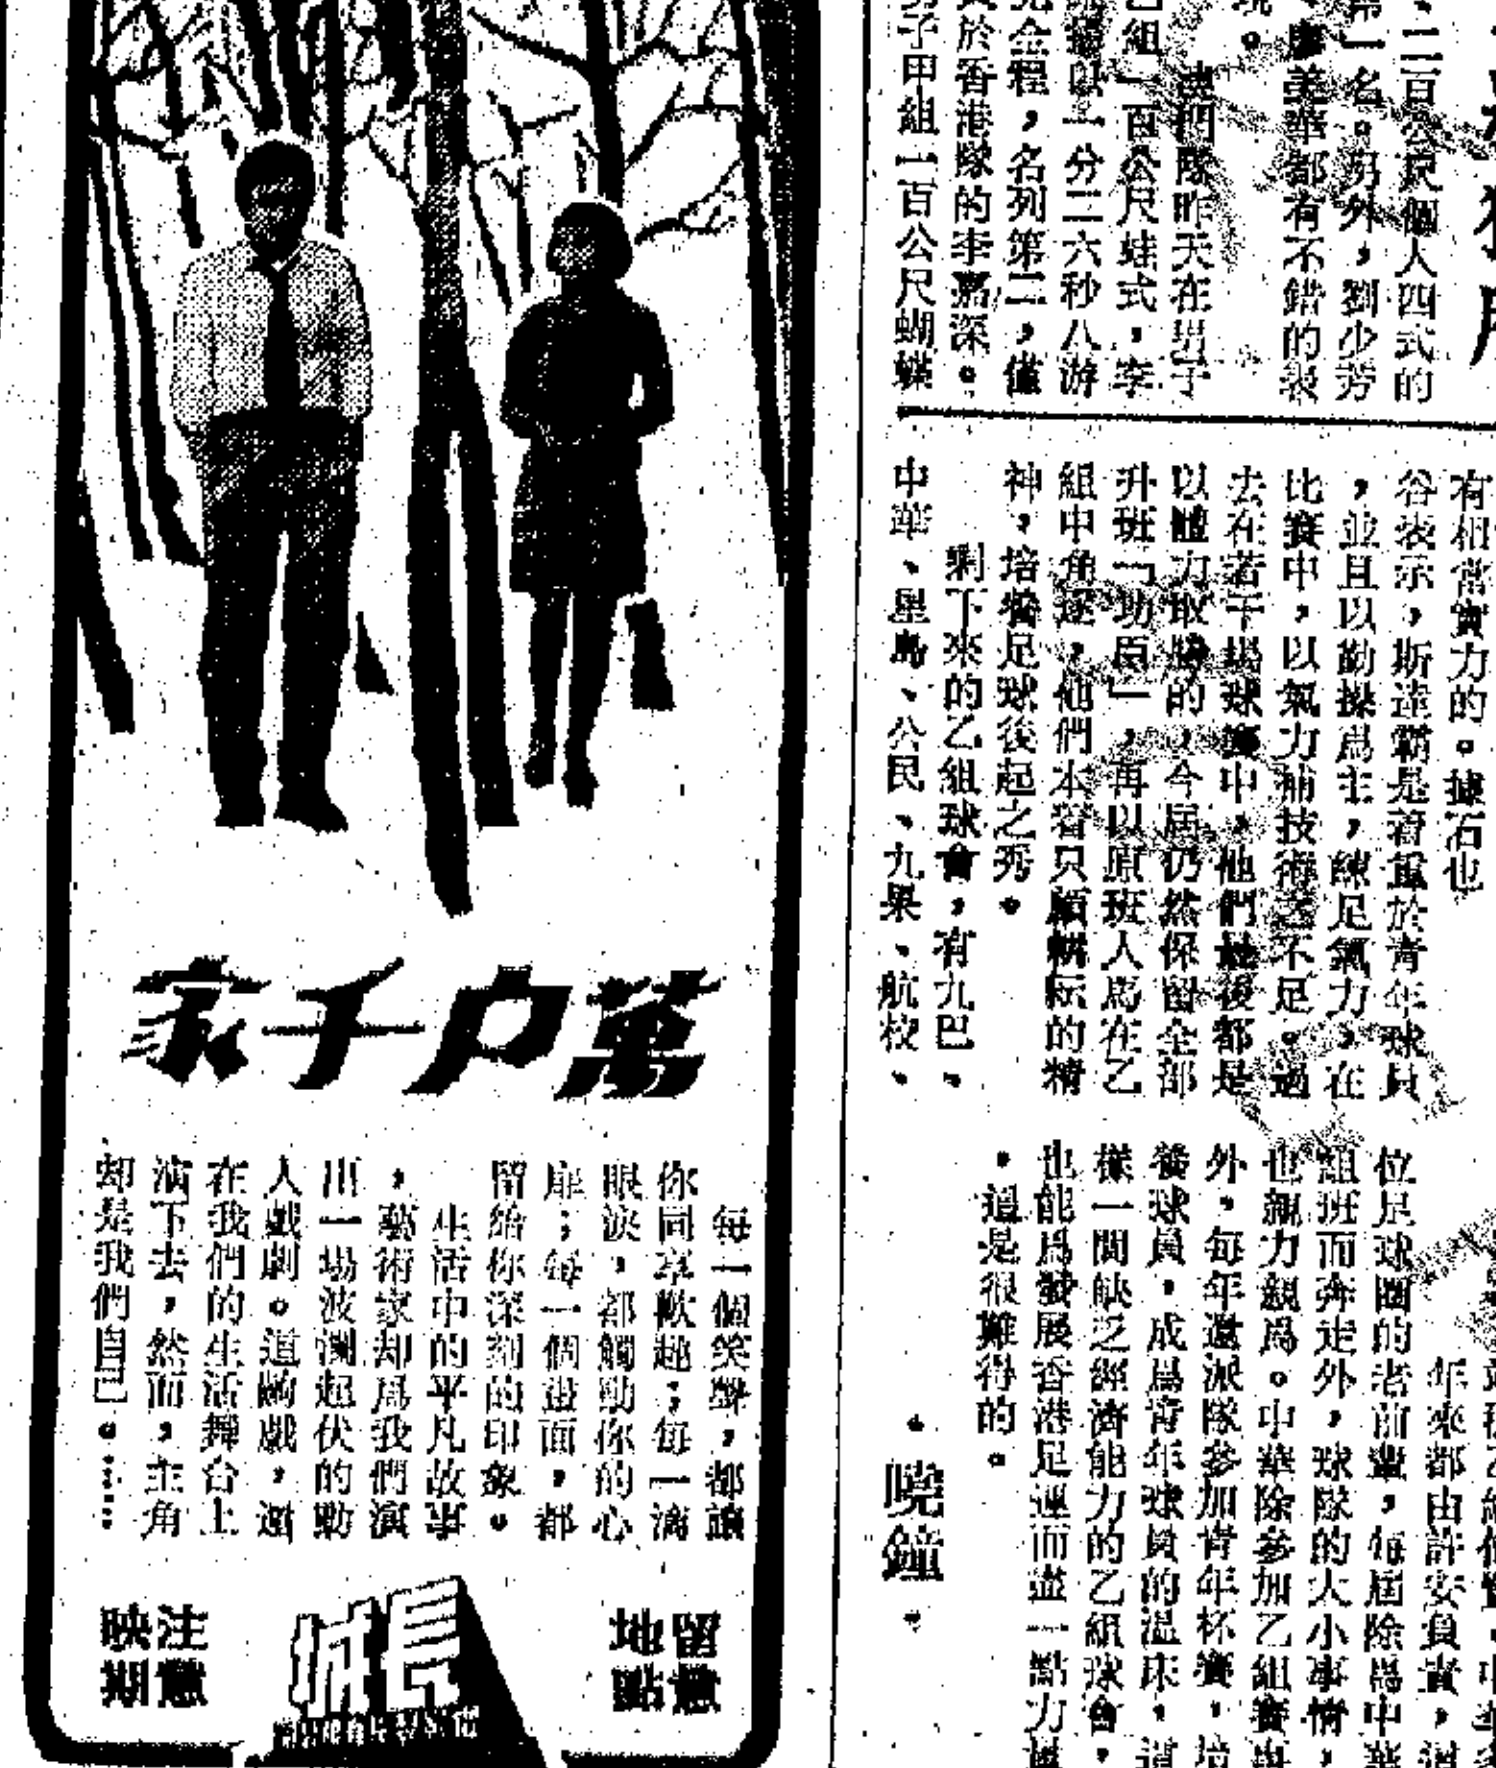 萬戶千家
每一個笑聲，都讓
你同享歡趣；每一滴
眼淚，都觸動你的心
扉；每一個畫面，都
留給你深刻的印象。
生活中的平凡故事
，藝術家却爲我們演
出一場波瀾起伏的動
人戲劇。這齣戲，還
在我們的生活舞台上
演下去，然而，主角
却是我們自己。……
留意
地點
長城
注意
映期
二百公尺個人四式的
第一名。另外，劉少芳
美華都有不錯的表
現。
澳門隊昨天在男子
乙組一百公尺蛙式，李
以一分二六秒八游
完全程，名列第二，僅
於香港隊的李嘉深。
男子甲組二百公尺蝴蝶
有相當實力的。據石也
谷表示，斯達霸是着重於青年球員
，並且以勤操爲主，練足氣力，在
比賽中，以氣力補技術之不足。過
去在若干場球賽中，他們最後都是
以體力取勝的，今屆仍然保留全部
升班「功臣」，再以原班人馬在乙
組中角逐，他們本着只顧耕耘的精
神，培養足球後起之秀。
剩下來的乙組球會，有九巴、
中華、星島、公民、九果、航校、
年來都由許安負責，這
位足球圈的老前輩，每屆除爲中華
組班而奔走外，球隊的大小事情，
也親力親爲。中華除參加乙組賽事
外，每年還派隊參加青年杯賽，培
養球員，成爲青年球員的温床，這
樣一間缺乏經濟能力的乙組球會，
也能爲發展香港足運而盡一點力量
，這是很難得的。
・曉鐘・